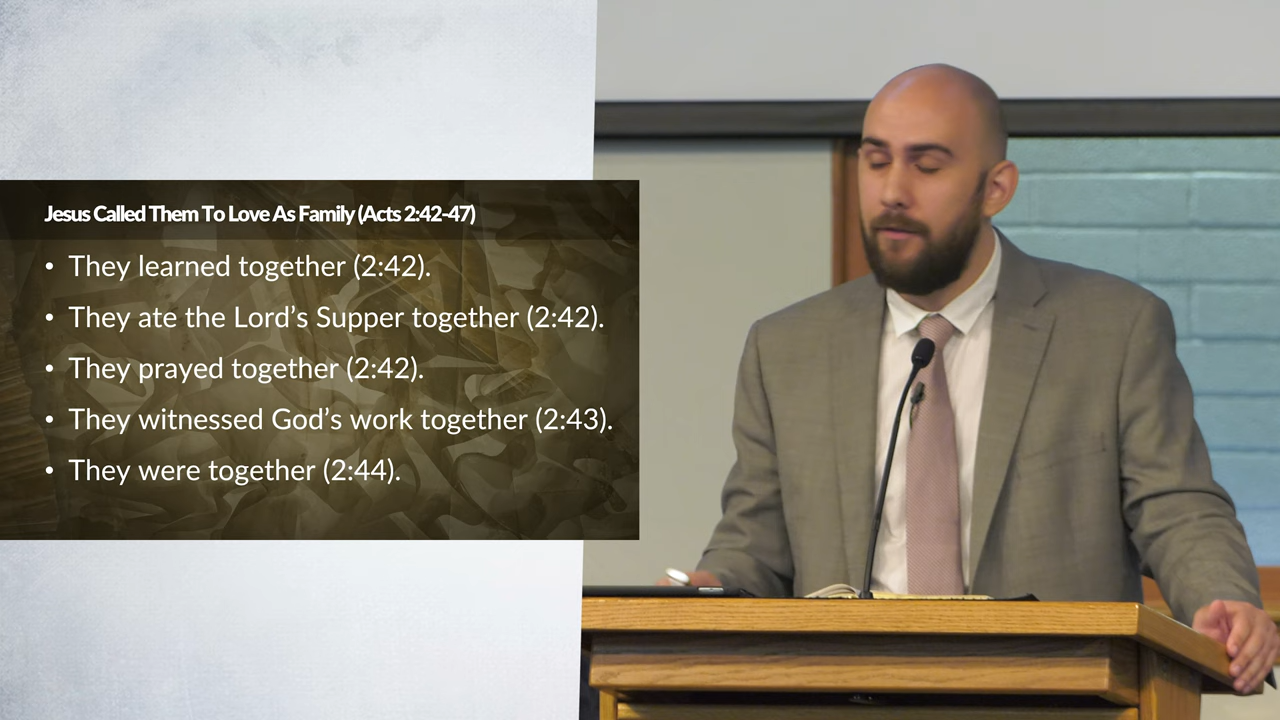 Jesus Called Them To Love As Family (Acts 2:42-47)
• They learned together (2:42).
• They ate the Lord’s Supper together (2:42).
• They prayed together (2:42).
• They witnessed God’s work together (2:43).
• They were together (2:44).